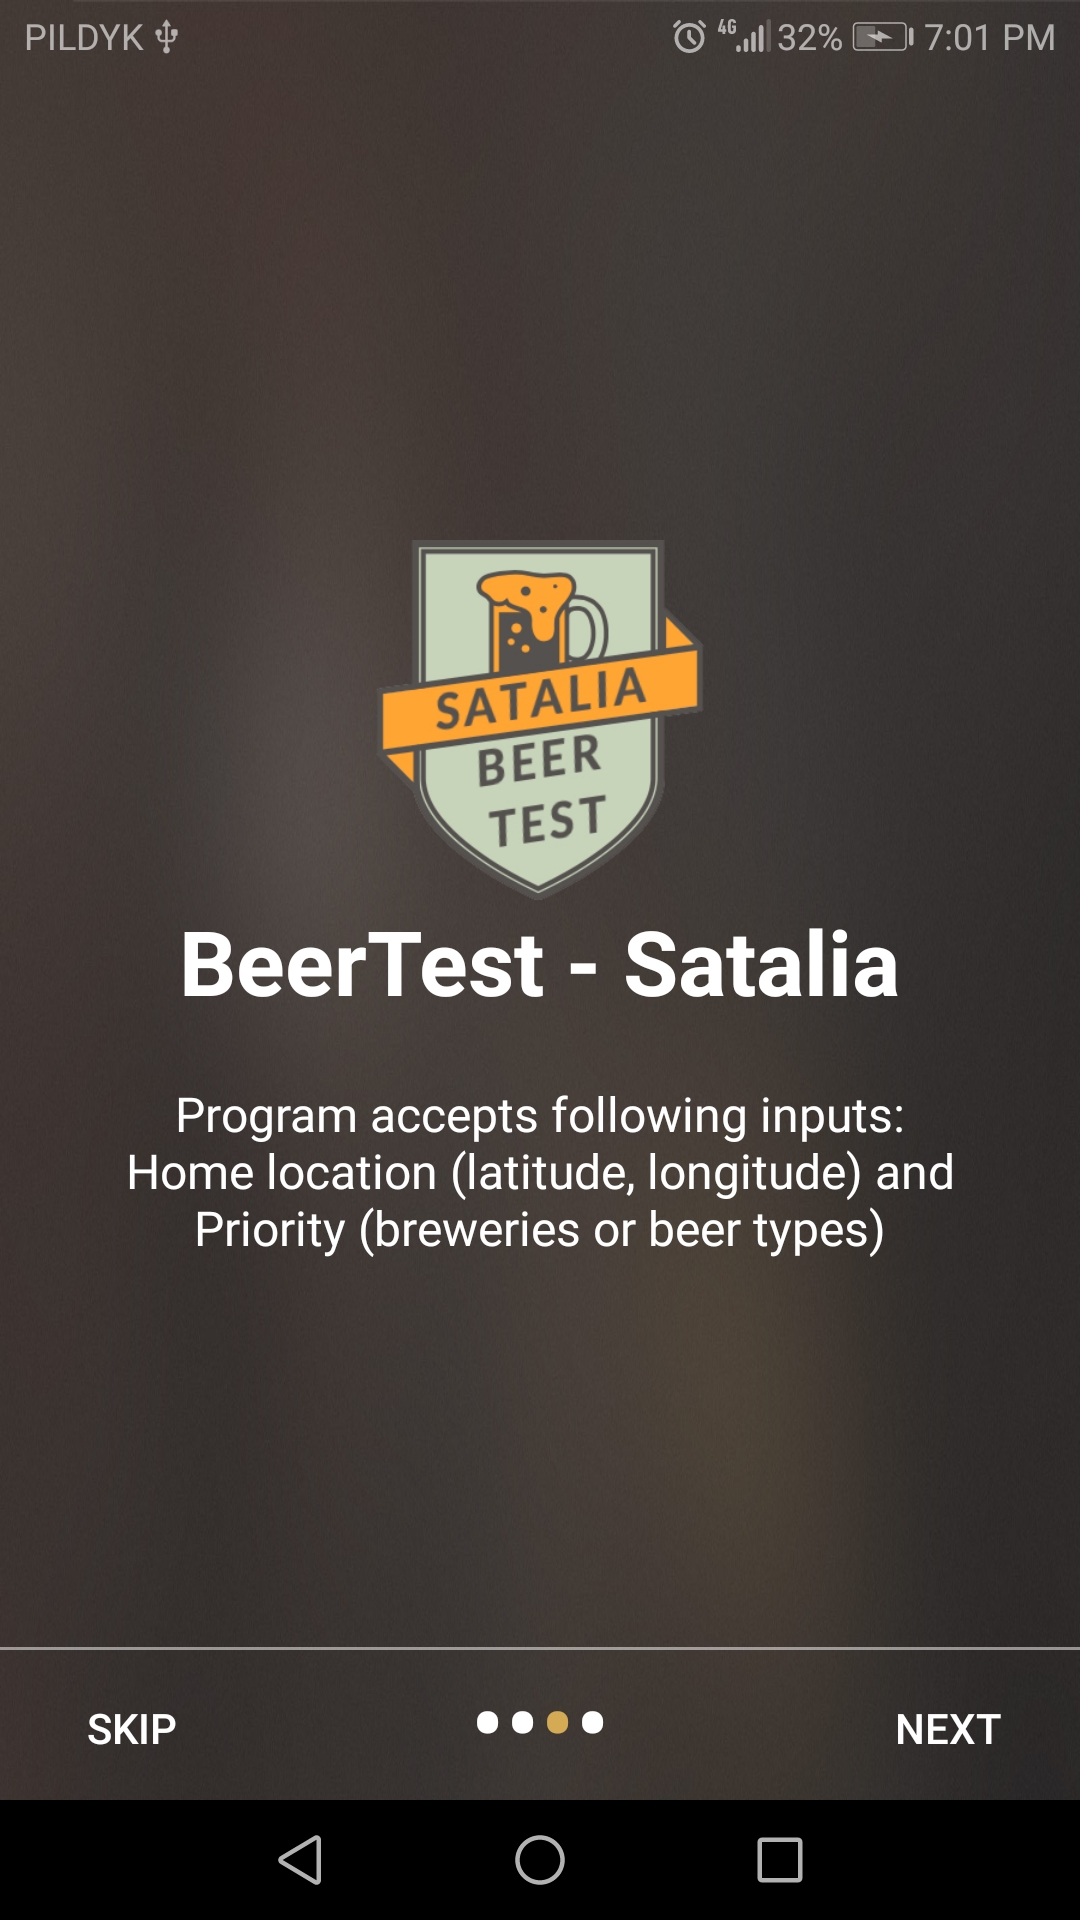 PILDYK 4G 32% 7:01 PM
SATALIA
BEER
TEST
BeerTest - Satalia
Program accepts following inputs:
Home location (latitude, longitude) and
Priority (breweries or beer types)
SKIP NEXT